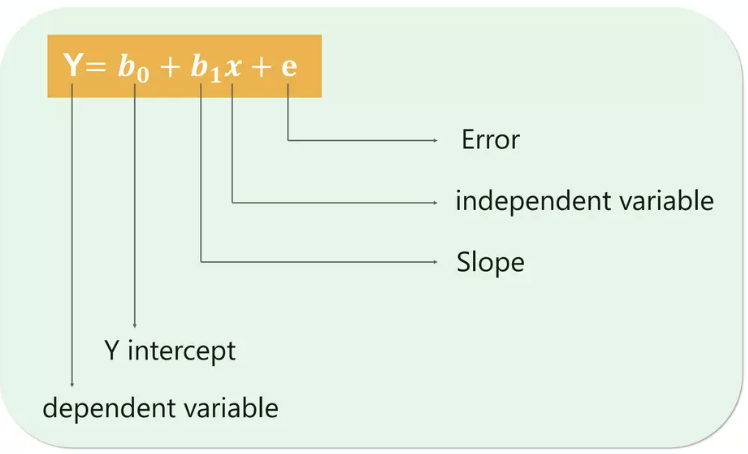 Y= b₀ + b₁x + e
Error
independent variable
Slope
Y intercept
dependent variable